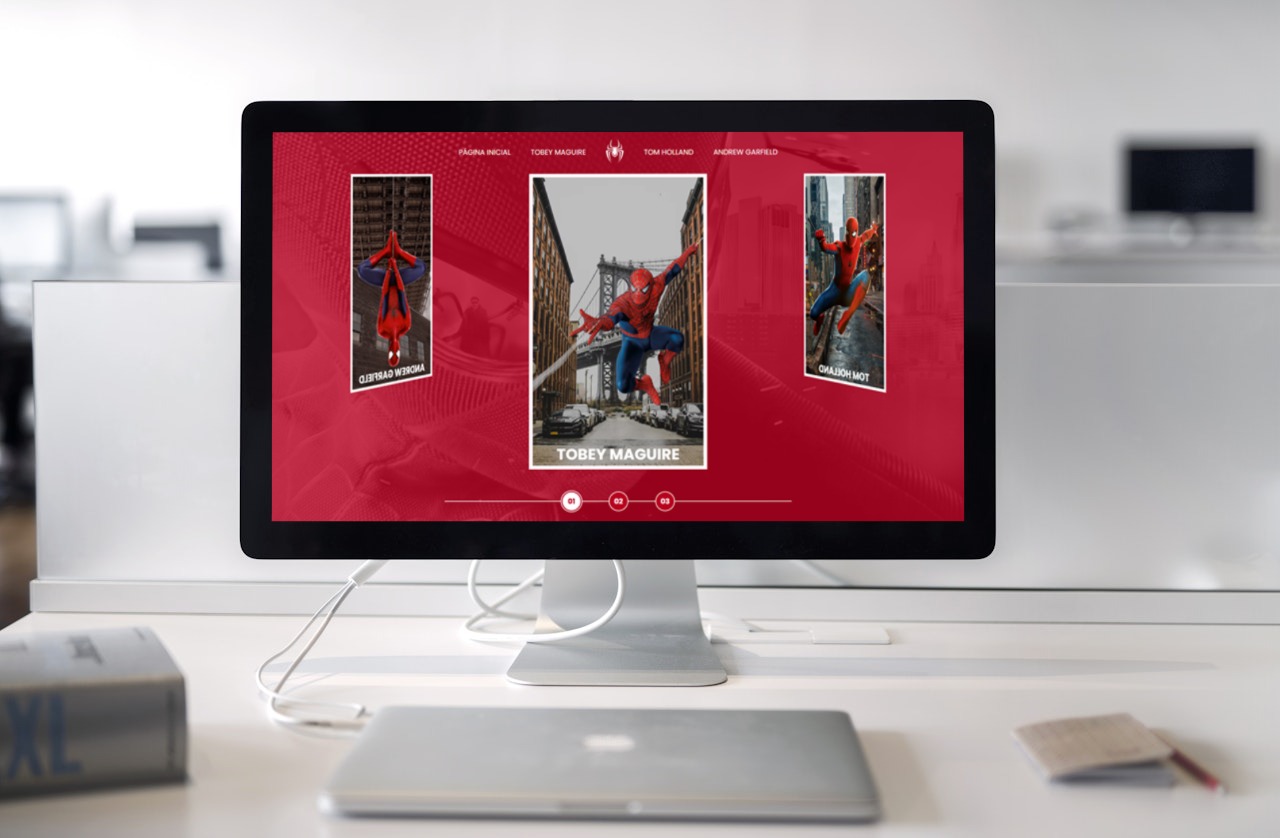 PÁGINA INICIAL TOBEY MAGUIRE TOM HOLLAND ANDREW GARFIELD
ANDREW GARFIELD
TOBEY MAGUIRE
TOM HOLLAND
01 02 03
XL